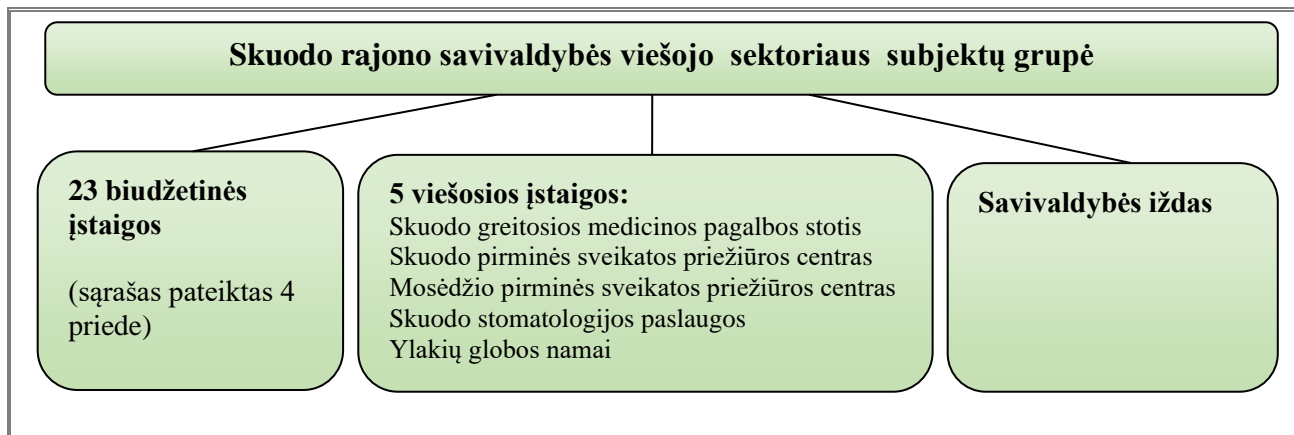 Skuodo rajono savivaldybės viešojo sektoriaus subjektų grupė
23 biudžetinės
įstaigos
(sąrašas pateiktas 4
priede)
5 viešosios įstaigos:
Skuodo greitosios medicinos pagalbos stotis
Skuodo pirminės sveikatos priežiūros centras
Mosėdžio pirminės sveikatos priežiūros centras
Skuodo stomatologijos paslaugos
Ylakių globos namai
Savivaldybės iždas